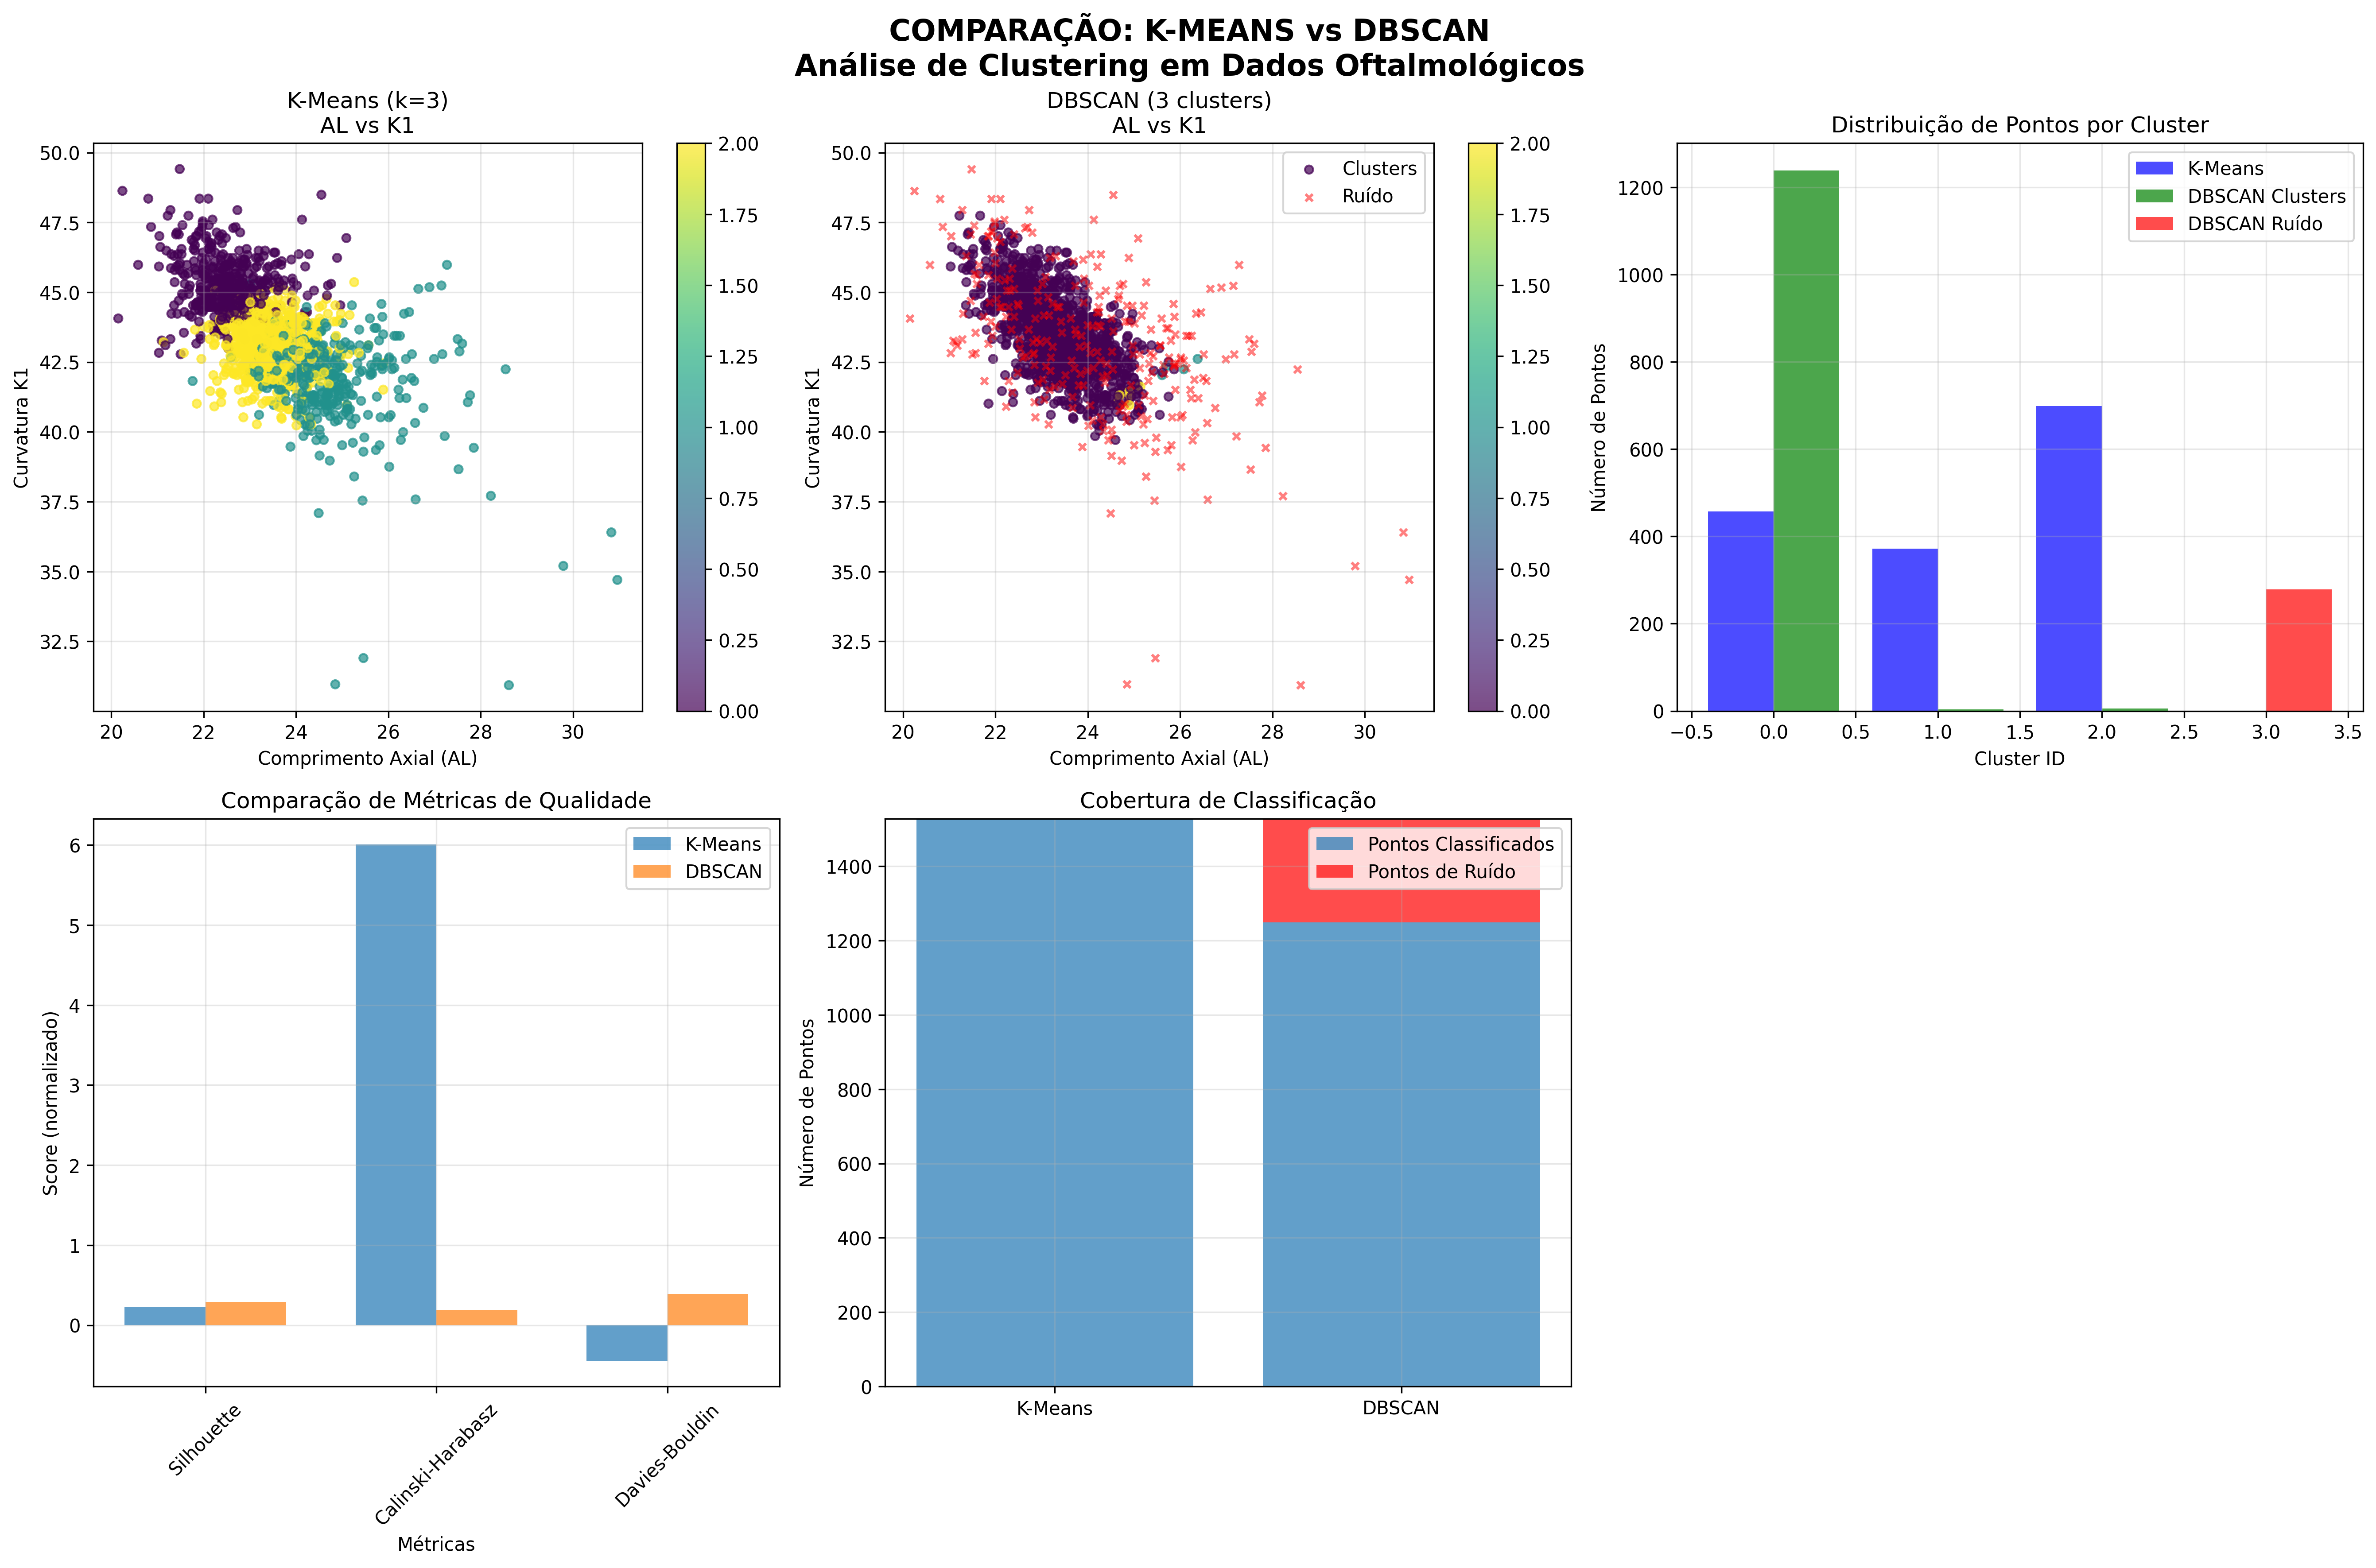 COMPARAÇÃO: K-MEANS vs DBSCAN
Análise de Clustering em Dados Oftalmológicos
K-Means (k=3)
AL vs K1
50.0
47.5
45.0
42.5
40.0
37.5
35.0
32.5
Curvatura K1
20
22
24
26
28
30
Comprimento Axial (AL)
2.00
1.75
1.50
1.25
1.00
0.75
0.50
0.25
0.00
DBSCAN (3 clusters)
AL vs K1
Clusters
Ruído
50.0
47.5
45.0
42.5
40.0
37.5
35.0
32.5
Curvatura K1
20
22
24
26
28
30
Comprimento Axial (AL)
2.00
1.75
1.50
1.25
1.00
0.75
0.50
0.25
0.00
Distribuição de Pontos por Cluster
K-Means
DBSCAN Clusters
DBSCAN Ruído
1200
1000
800
600
400
200
0
Número de Pontos
−0.5
0.0
0.5
1.0
1.5
2.0
2.5
3.0
3.5
Cluster ID
Comparação de Métricas de Qualidade
K-Means
DBSCAN
6
5
4
3
2
1
0
Score (normalizado)
Silhouette
Calinski-Harabasz
Davies-Bouldin
Métricas
Cobertura de Classificação
Pontos Classificados
Pontos de Ruído
1400
1200
1000
800
600
400
200
0
Número de Pontos
K-Means
DBSCAN